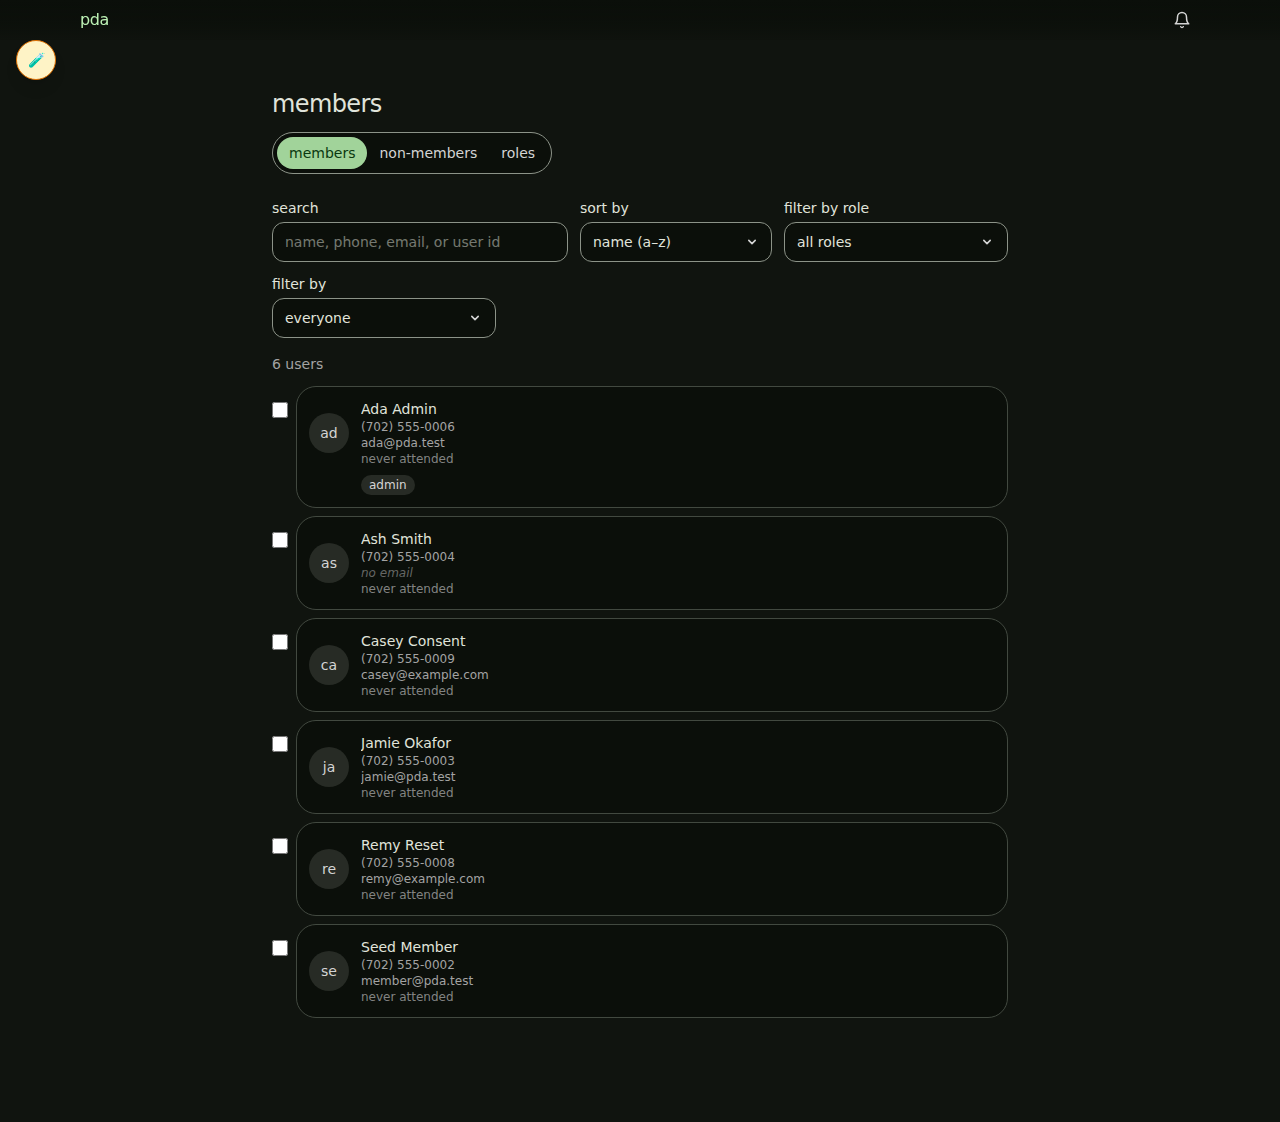 pda
members
members non-members roles
search sort by filter by role
name, phone, email, or user id name (a–z) all roles
filter by
everyone
6 users
ad
Ada Admin
(702) 555-0006
ada@pda.test
never attended
admin
as
Ash Smith
(702) 555-0004
no email
never attended
ca
Casey Consent
(702) 555-0009
casey@example.com
never attended
ja
Jamie Okafor
(702) 555-0003
jamie@pda.test
never attended
re
Remy Reset
(702) 555-0008
remy@example.com
never attended
se
Seed Member
(702) 555-0002
member@pda.test
never attended